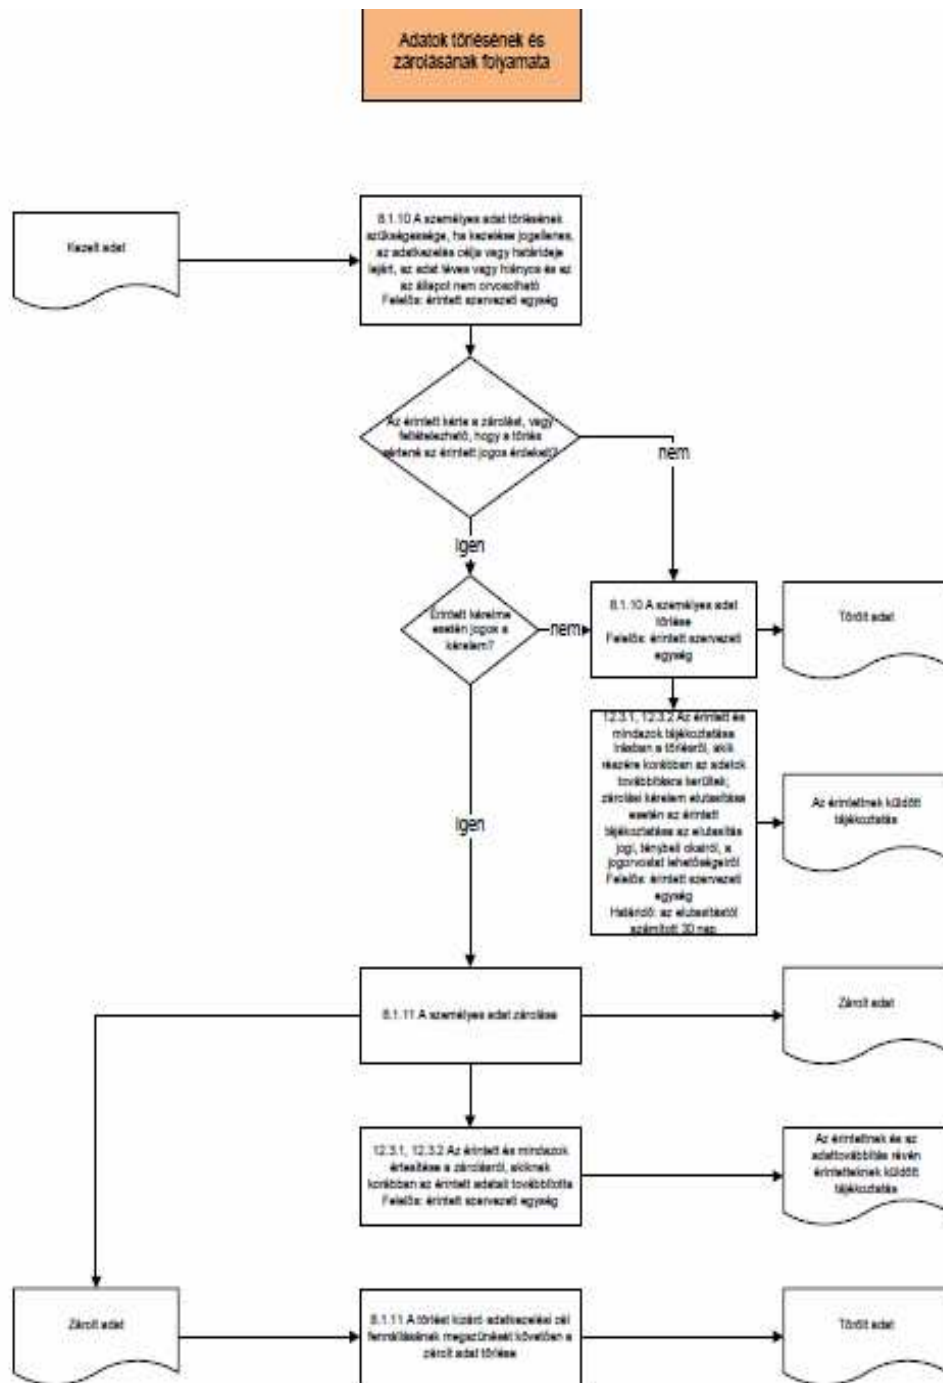 Adatok törlésének és
zárolásának folyamata
Kezelt adat
8.1.10 A személyes adat törlésének
szükségessége, ha kezelése jogellenes,
az adatkezelés célja vagy határideje
lejárt, az adat téves vagy hiányos és ez
az állapot nem orvosolható
Felelős: érintett szervezeti egység
Az érintett kérte a zárolást, vagy
feltételezhető, hogy a törlés
sértené az érintett jogos érdekeit?
nem
Igen
Érintett kérelme
esetén jogos a
kérelem?
nem
8.1.10 A személyes adat
törlése
Felelős: érintett szervezeti
egység
Törölt adat
12.3.1, 12.3.2 Az érintett és
mindazok tájékoztatása
írásban a törlésről, akik
részére korábban az adatok
továbbításra kerültek;
zárolási kérelem elutasítása
esetén az érintett
tájékoztatása az elutasítás
jogi, ténybeli okairól, a
jogorvoslat lehetőségeiről
Felelős: érintett szervezeti
egység
Határidő: az elutasítástól
számított 30 nap
Az érintettnek küldött
tájékoztatás
Igen
8.1.11 A személyes adat zárolása
Zárolt adat
12.3.1, 12.3.2 Az érintett és mindazok
értesítése a zárolásról, akiknek
korábban az érintett adatait továbbította
Felelős: érintett szervezeti egység
Az érintettnek és az
adattovábbítás révén
érintetteknek küldött
tájékoztatás
Zárolt adat
8.1.11 A törlést kizáró adatkezelési cél
fennállásának megszűnését követően a
zárolt adat törlése
Törölt adat